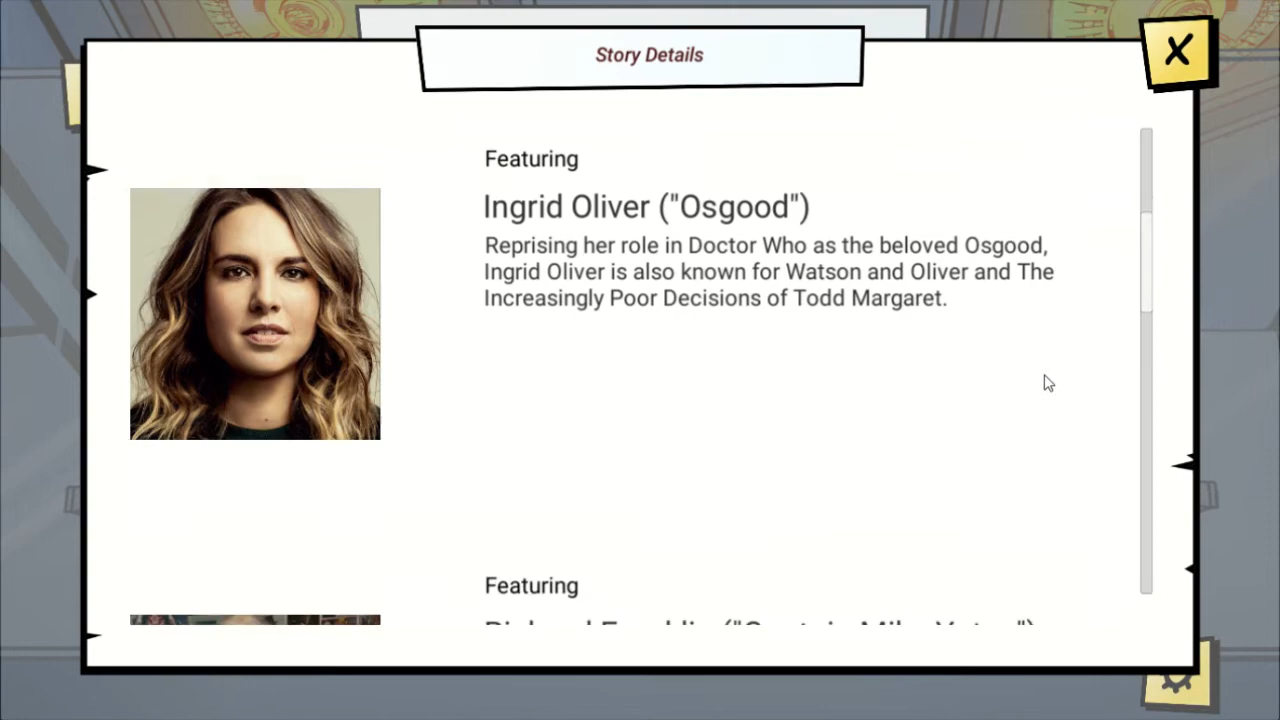 Story Details
Featuring
Ingrid Oliver ("Osgood")
Reprising her role in Doctor Who as the beloved Osgood,
Ingrid Oliver is also known for Watson and Oliver and The
Increasingly Poor Decisions of Todd Margaret.
Featuring